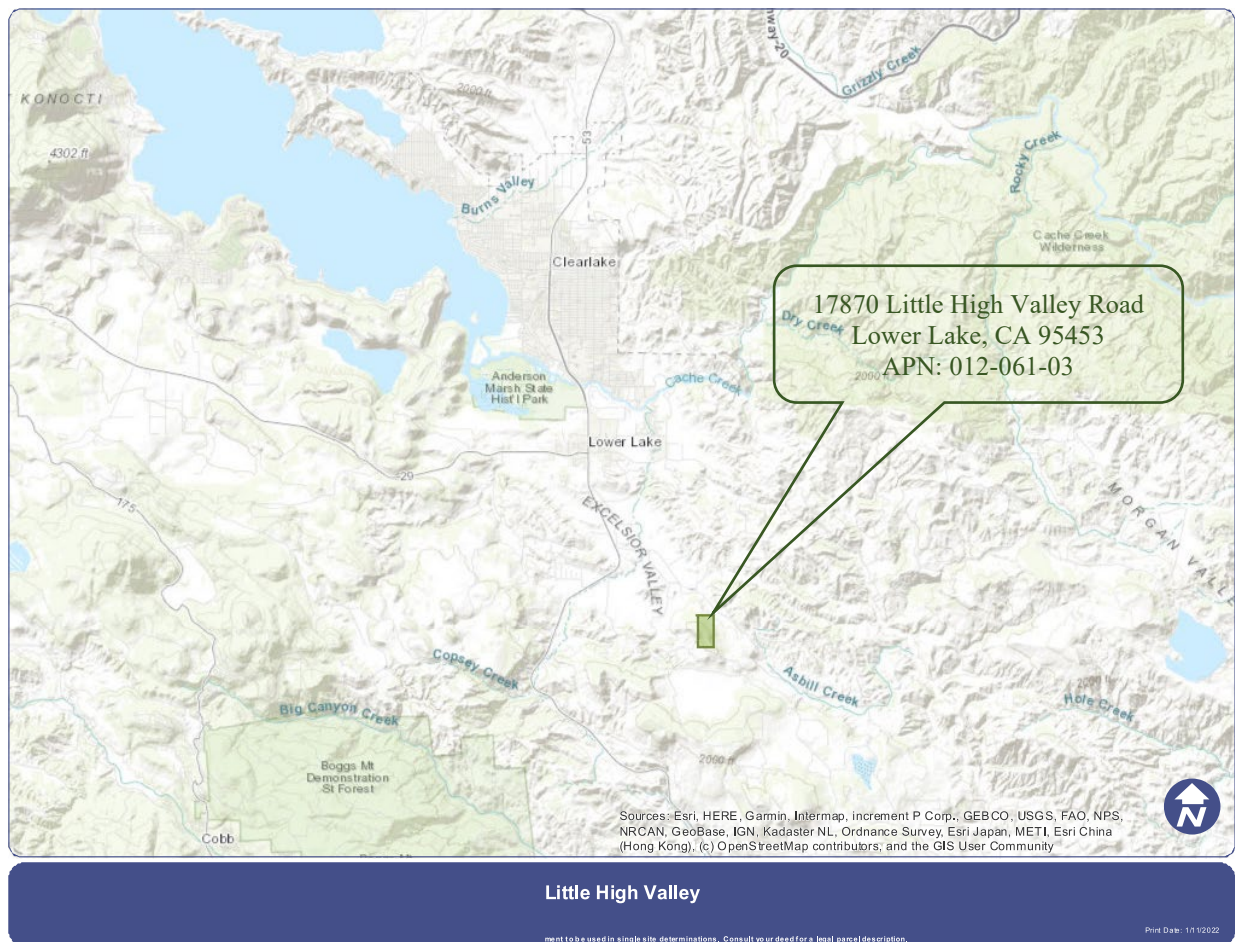 hway 20
Grizzly Creek
KONOCTI
2000 ft
4302 ft
53
Rocky Creek
Burns Valley
Cache Creek
Wilderness
Clearlake
17870 Little High Valley Road
Lower Lake, CA 95453
APN: 012-061-03
Dry Creek
2000
Anderson
Marsh State
Hist'l Park
Cache Creek
Lower Lake
29
175
EXCELSIOR VALLEY
MORGAN VALLE
Copsey Creek
Asbill Creek
2000 ft
Hole Creek
Big Canyon Creek
2000 ft
Boggs Mt
Demonstration
St Forest
Cobb
N
Sources: Esri, HERE, Garmin, Intermap, increment P Corp., GEBCO, USGS, FAO, NPS,
NRCAN, GeoBase, IGN, Kadaster NL, Ordnance Survey, Esri Japan, METI, Esri China
(Hong Kong), (c) OpenStreetMap contributors, and the GIS User Community
Little High Valley
ment to be used in single site determinations. Consult your deed for a legal parcel description.
Print Date: 1/11/2022